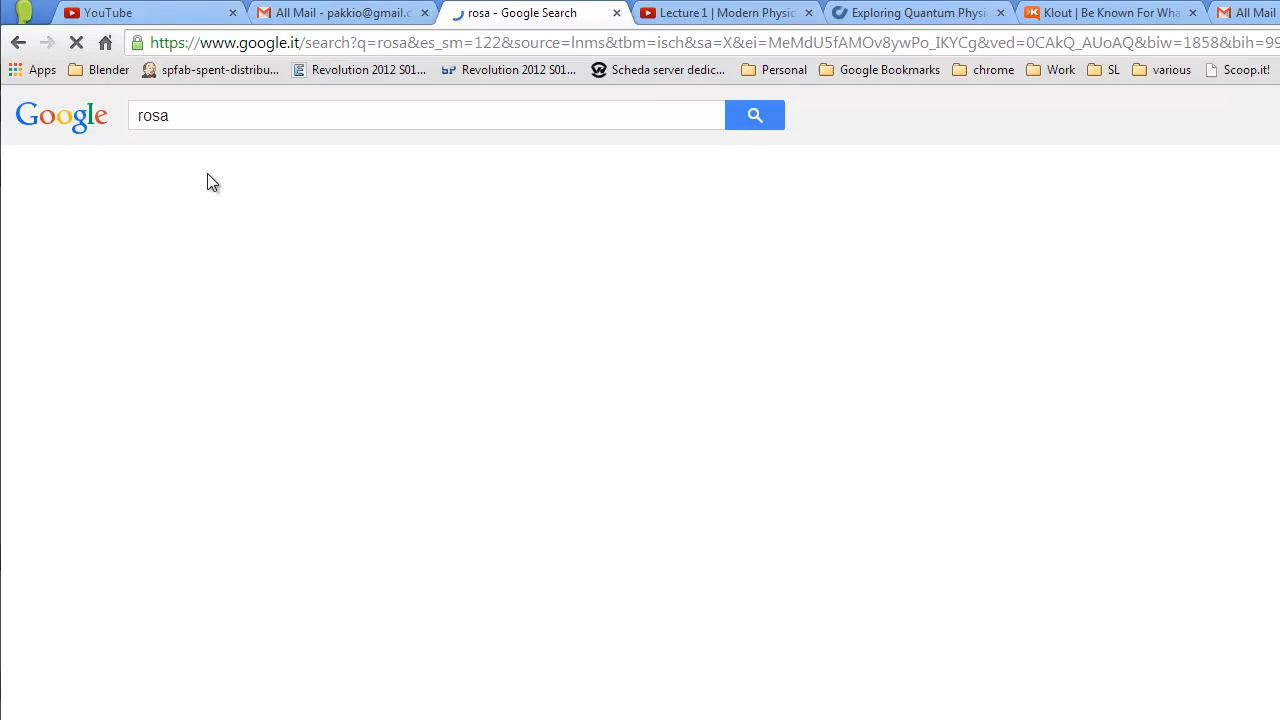 YouTube All Mail - askkio@gmail.c rosa - Google Search Lecture1 | Modern Physic Exploring Quantum Physi Klout | Be Known For Wha All Mail
https://www.google.it/search?q=rosa&es_sm=122&source=lnms&tbm=isch&sa=X&ei=MeMdU5fAMOv8ywPo_IKYCg&ved=0CAkQ_AUoAQ&biw=1858&bih=99
Apps Blender spfab-spent-distribu... Revolution 2012 S01... Revolution 2012 S01... Scheda server dedic... Personal Google Bookmarks chrome Work SL various Scoop.it!
Google rosa